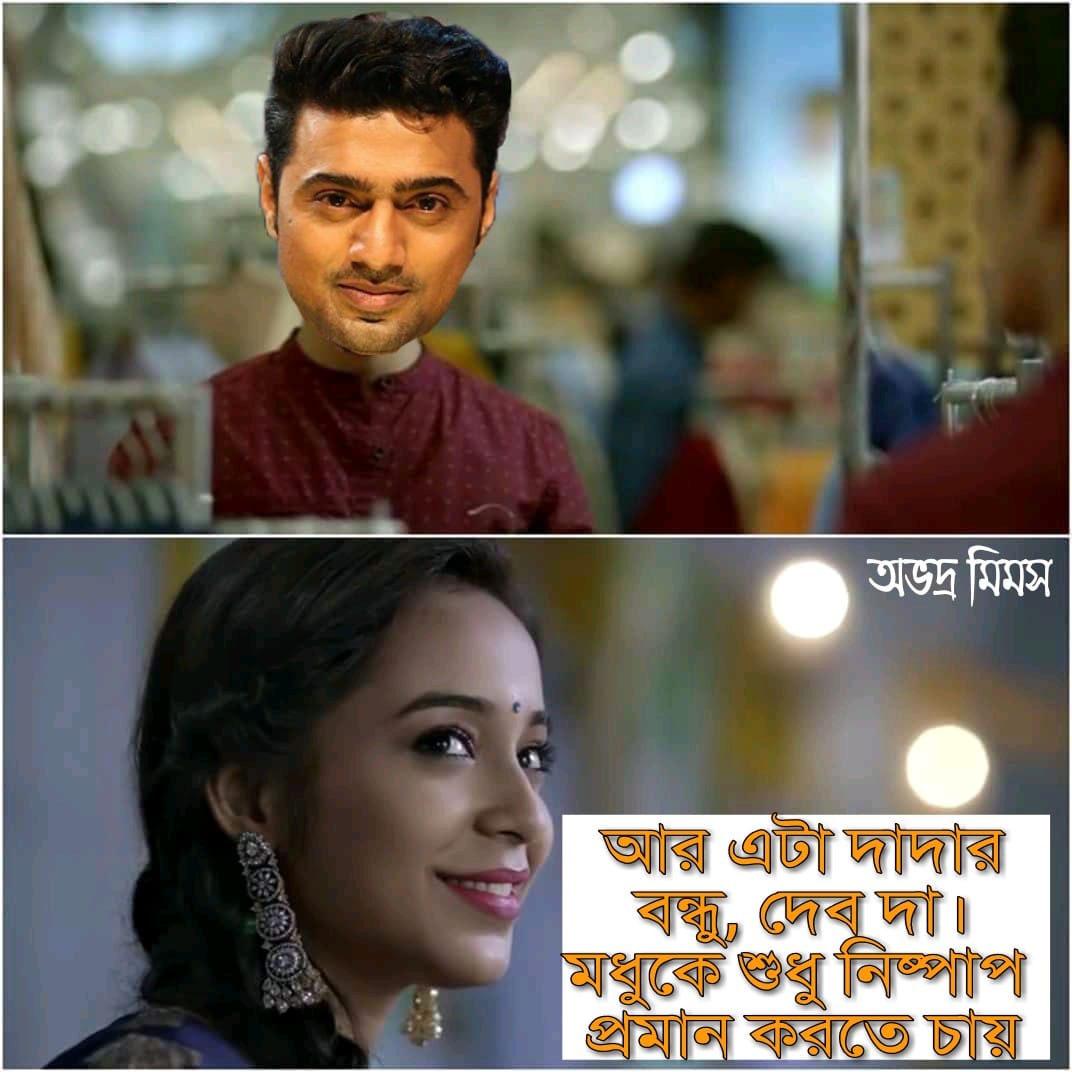 অভদ্র মিমস
আর এটা দাদার
বন্ধু, দেব দা।
মধুকে শুধু নিষ্পাপ
প্রমান করতে চায়